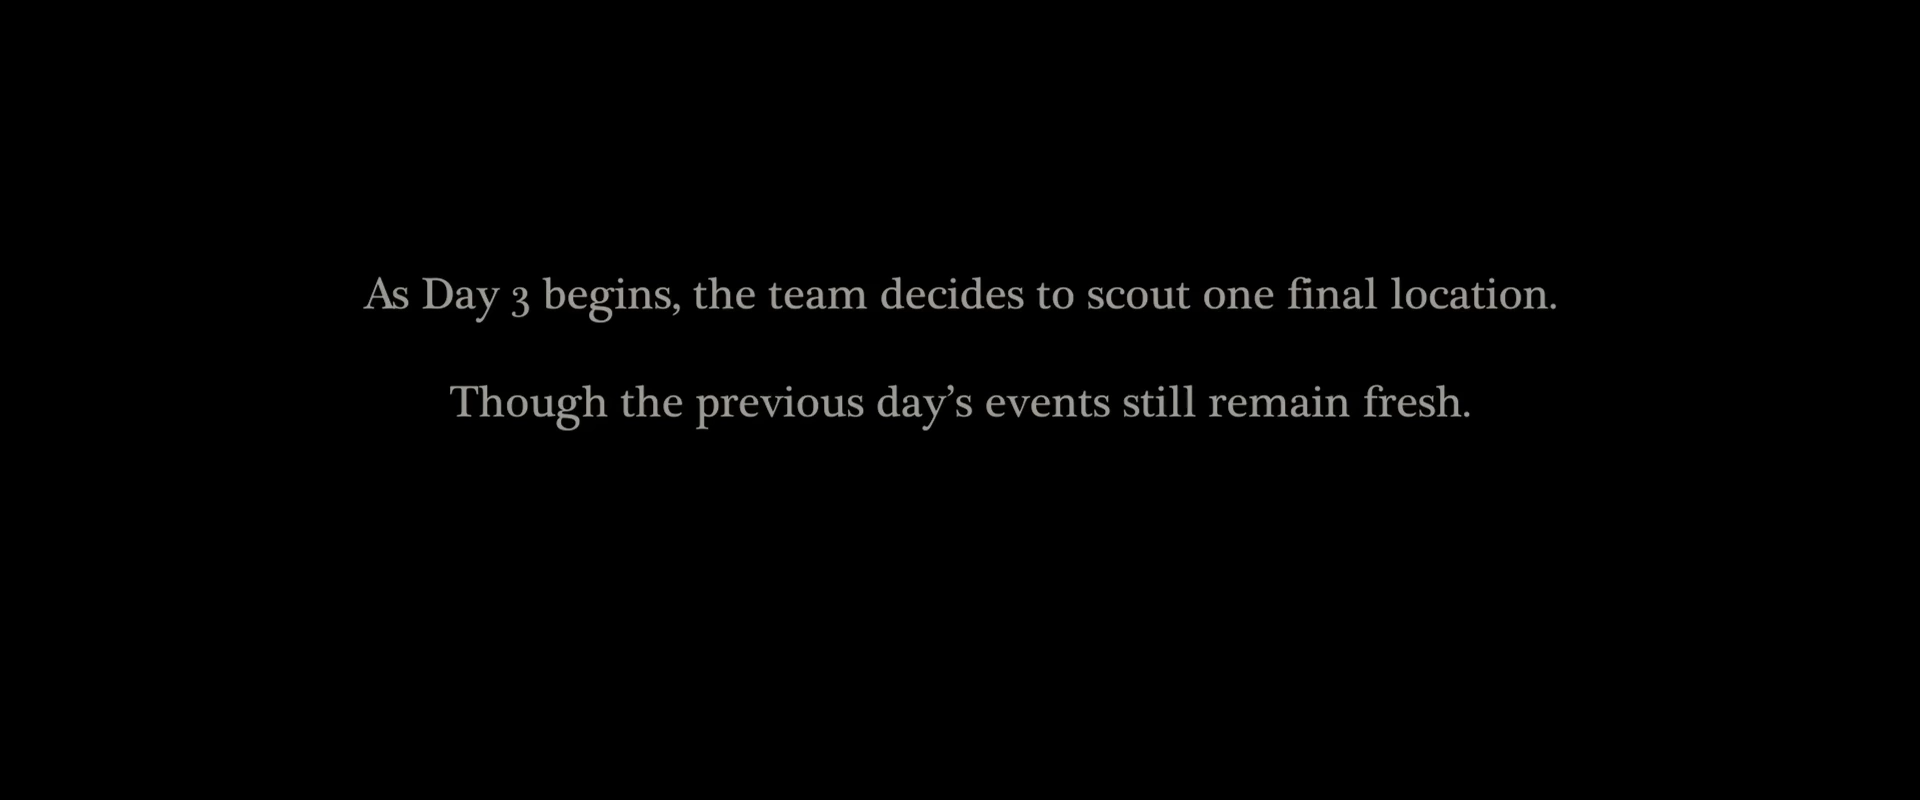 As Day 3 begins, the team decides to scout one final location.
Though the previous day’s events still remain fresh.